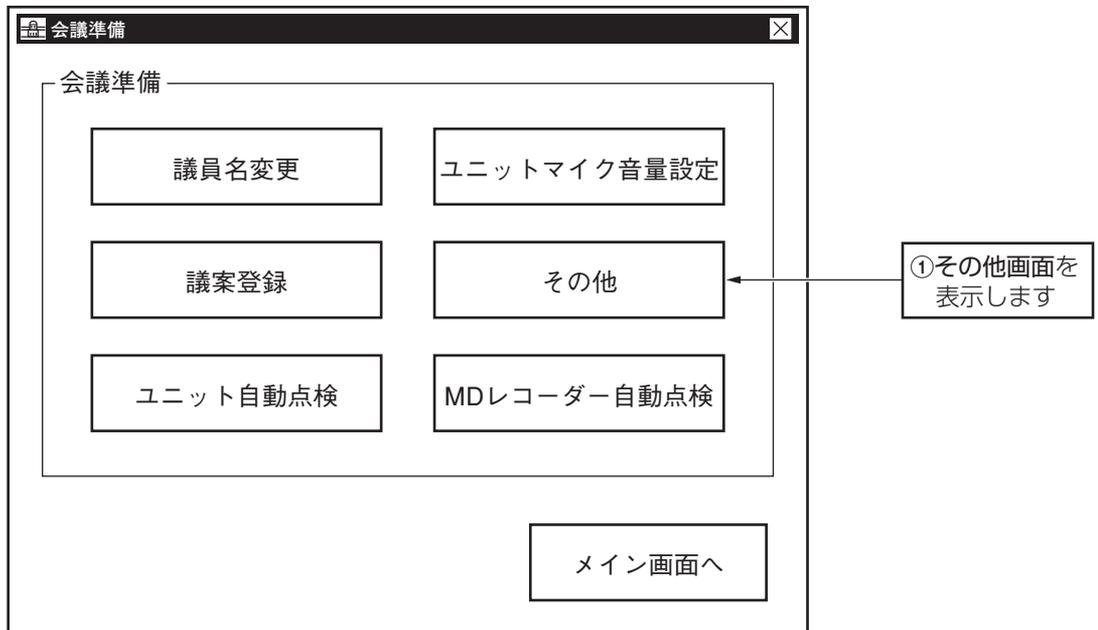 会議準備
会議準備
議員名変更
ユニットマイク音量設定
議案登録
その他
①その他画面を
表示します
ユニット自動点検
MDレコーダー自動点検
メイン画面へ